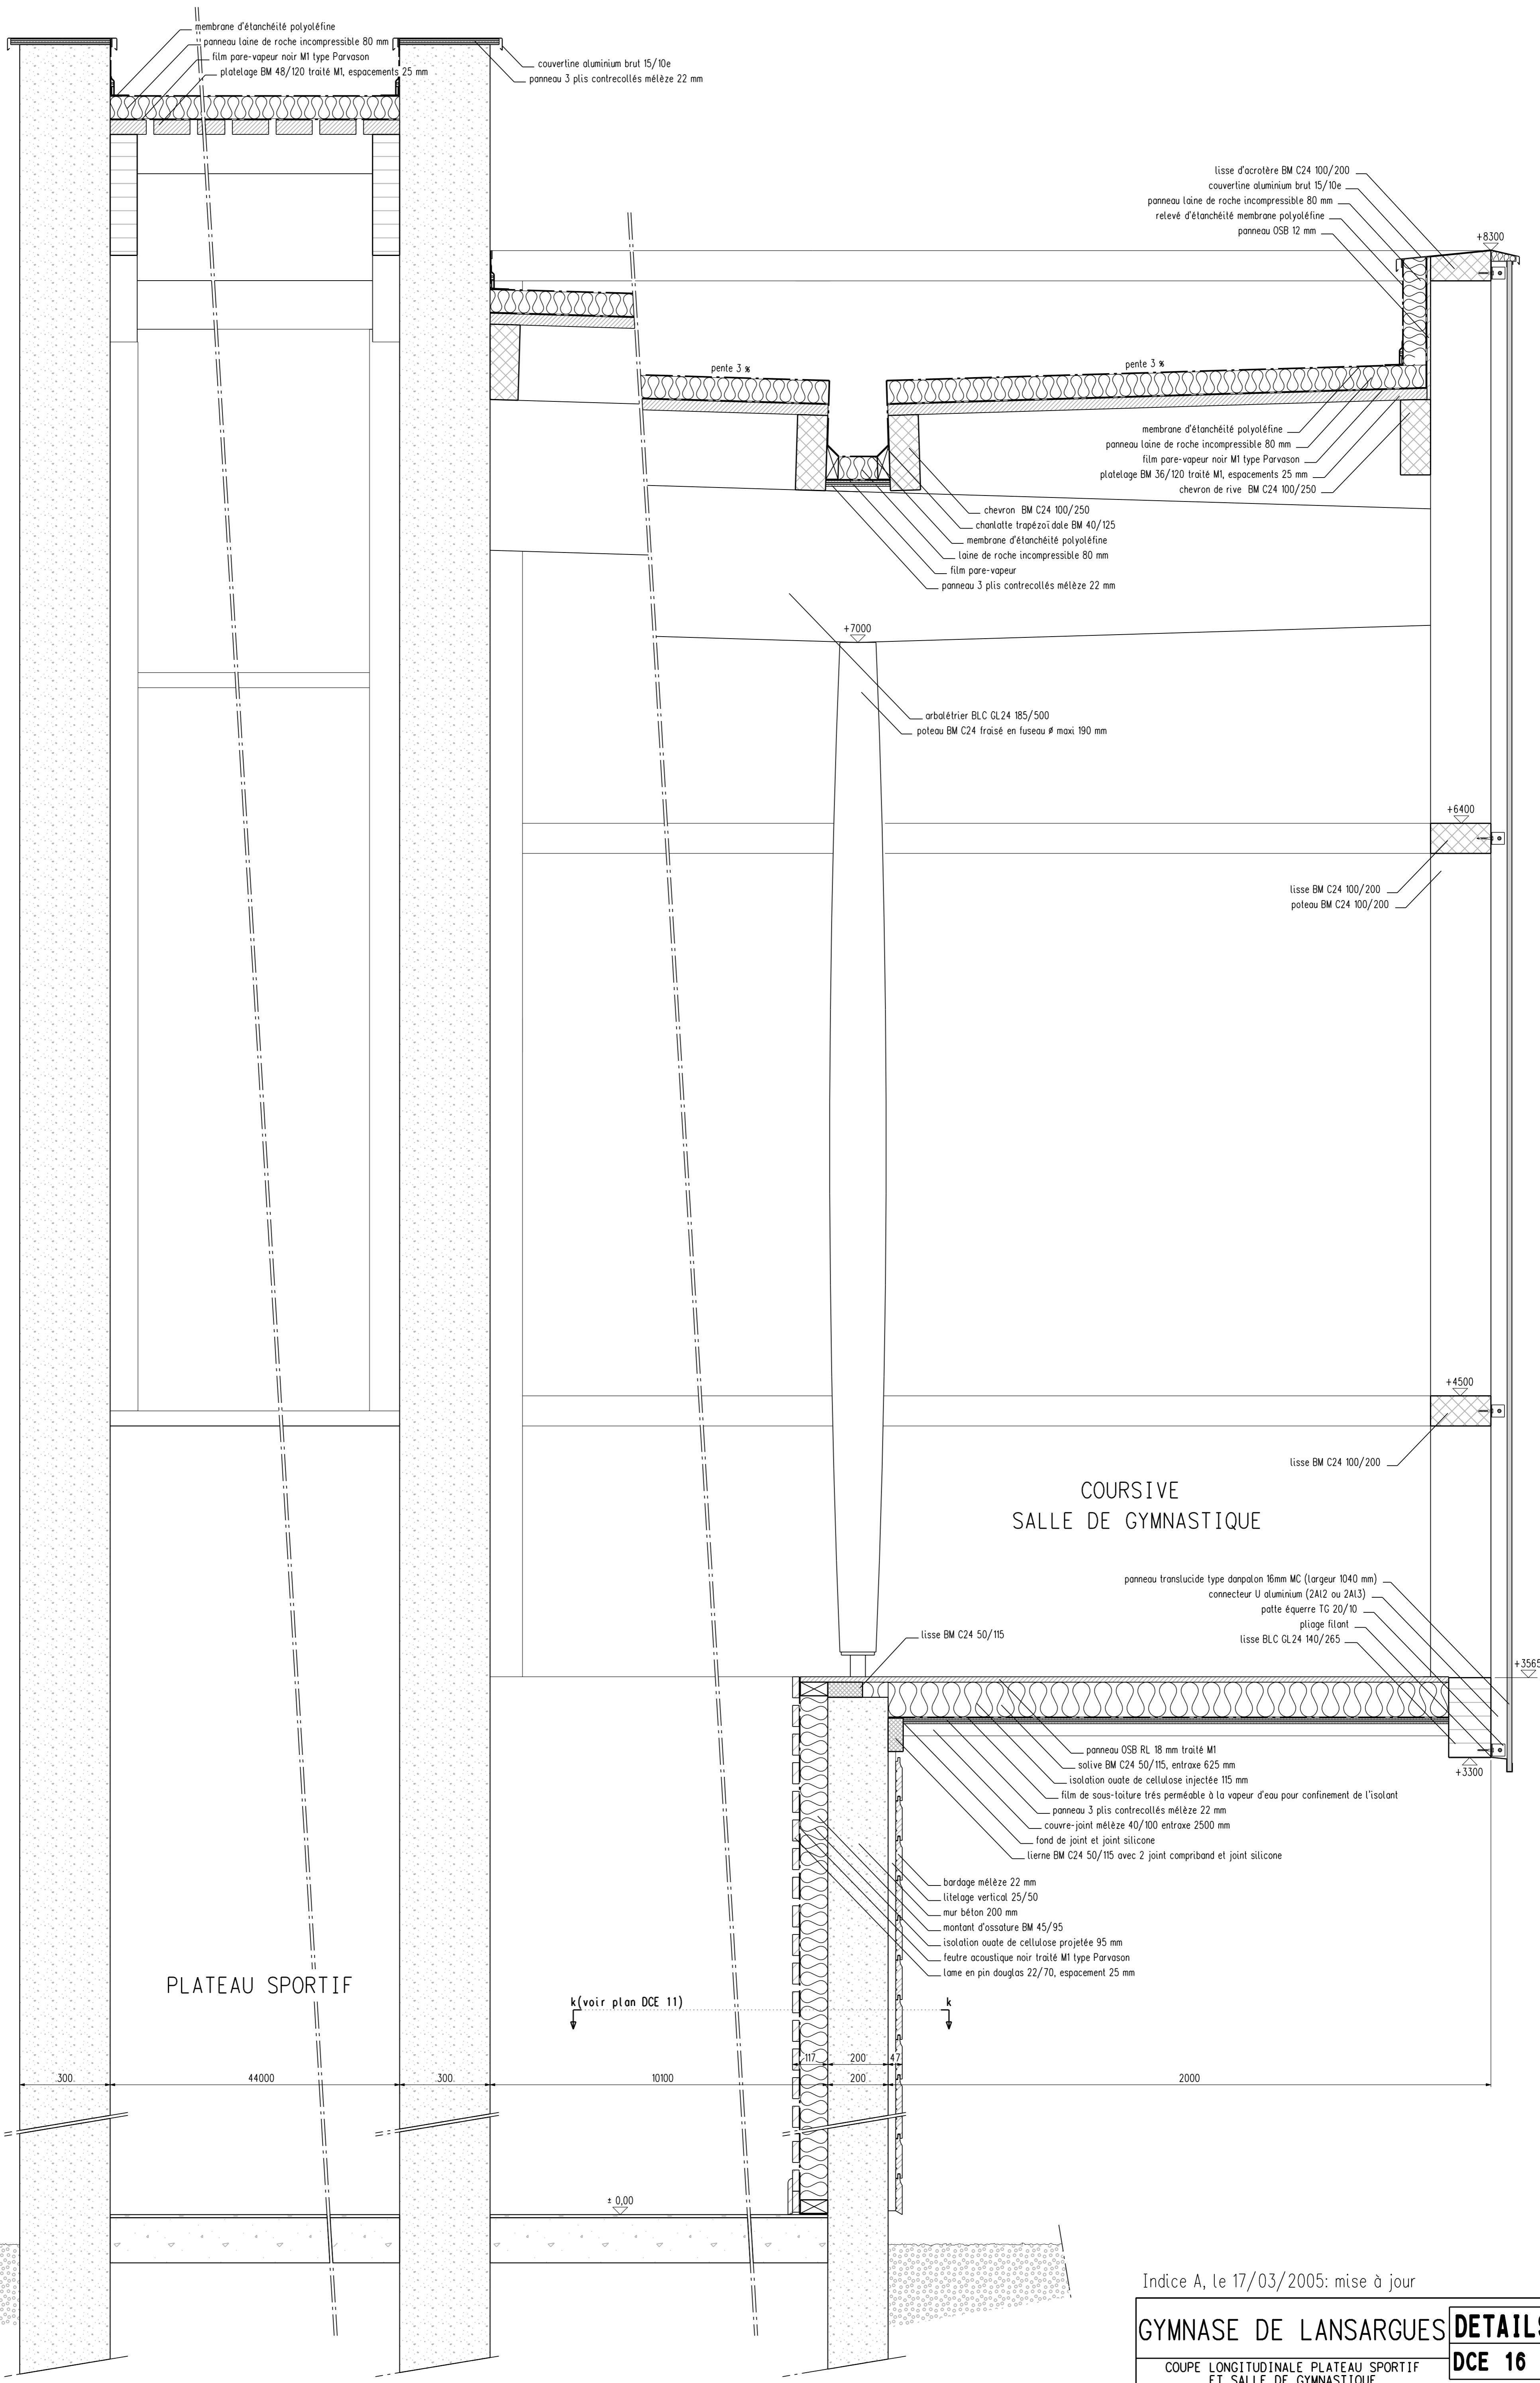 membrane d'étanchéité polyoléfine
panneau laine de roche incompressible 80 mm
film pare-vapeur noir M1 type Parvason
platelage BM 48/120 traité M1, espacements 25 mm
couvertine aluminium brut 15/10e
panneau 3 plis contrecollés mélèze 22 mm
lisse d'acrotère BM C24 100/200
couvertine aluminium brut 15/10e
panneau laine de roche incompressible 80 mm
relevé d'étanchéité membrane polyoléfine
panneau OSB 12 mm
+8300
pente 3 %
pente 3 %
membrane d'étanchéité polyoléfine
panneau laine de roche incompressible 80 mm
film pare-vapeur noir M1 type Parvason
platelage BM 36/120 traité M1, espacements 25 mm
chevron de rive BM C24 100/250
chevron BM C24 100/250
chanlatte trapézoïdale BM 40/125
membrane d'étanchéité polyoléfine
laine de roche incompressible 80 mm
film pare-vapeur
panneau 3 plis contrecollés mélèze 22 mm
+7000
arbalétrier BLC GL24 185/500
poteau BM C24 fraisé en fuseau ø maxi 190 mm
+6400
lisse BM C24 100/200
poteau BM C24 100/200
+4500
lisse BM C24 100/200
COURSIVE
SALLE DE GYMNASTIQUE
panneau translucide type danpalon 16mm MC (largeur 1040 mm)
connecteur U aluminium (2Al2 ou 2Al3)
patte équerre TG 20/10
pliage filant
lisse BLC GL24 140/265
lisse BM C24 50/115
+3565
panneau OSB RL 18 mm traité M1
solive BM C24 50/115, entraxe 625 mm
isolation ouate de cellulose injectée 115 mm
film de sous-toiture trés perméable à la vapeur d'eau pour confinement de l'isolant
panneau 3 plis contrecollés mélèze 22 mm
couvre-joint mélèze 40/100 entraxe 2500 mm
fond de joint et joint silicone
lierne BM C24 50/115 avec 2 joint compriband et joint silicone
+3300
bardage mélèze 22 mm
litelage vertical 25/50
mur béton 200 mm
montant d'ossature BM 45/95
isolation ouate de cellulose projetée 95 mm
feutre acoustique noir traité M1 type Parvason
lame en pin douglas 22/70, espacement 25 mm
PLATEAU SPORTIF
k(voir plan DCE 11)
k
117 200 47
300 44000 300 10100 200 2000
± 0,00
Indice A, le 17/03/2005: mise à jour
GYMNASE DE LANSARGUES
DETAILS
COUPE LONGITUDINALE PLATEAU SPORTIF
ET SALLE DE GYMNASTIQUE
DCE 16